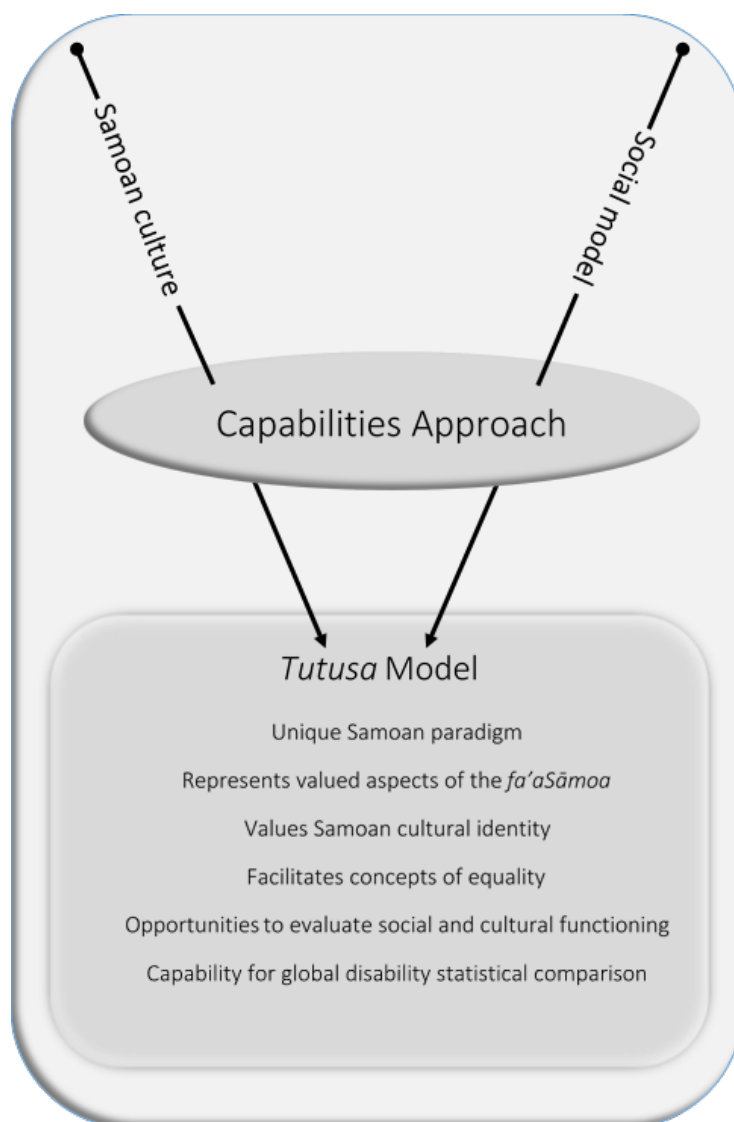 Samoan culture
Social model
Capabilities Approach
Tutusa Model
Unique Samoan paradigm
Represents valued aspects of the fa’aSāmoa
Values Samoan cultural identity
Facilitates concepts of equality
Opportunities to evaluate social and cultural functioning
Capability for global disability statistical comparison